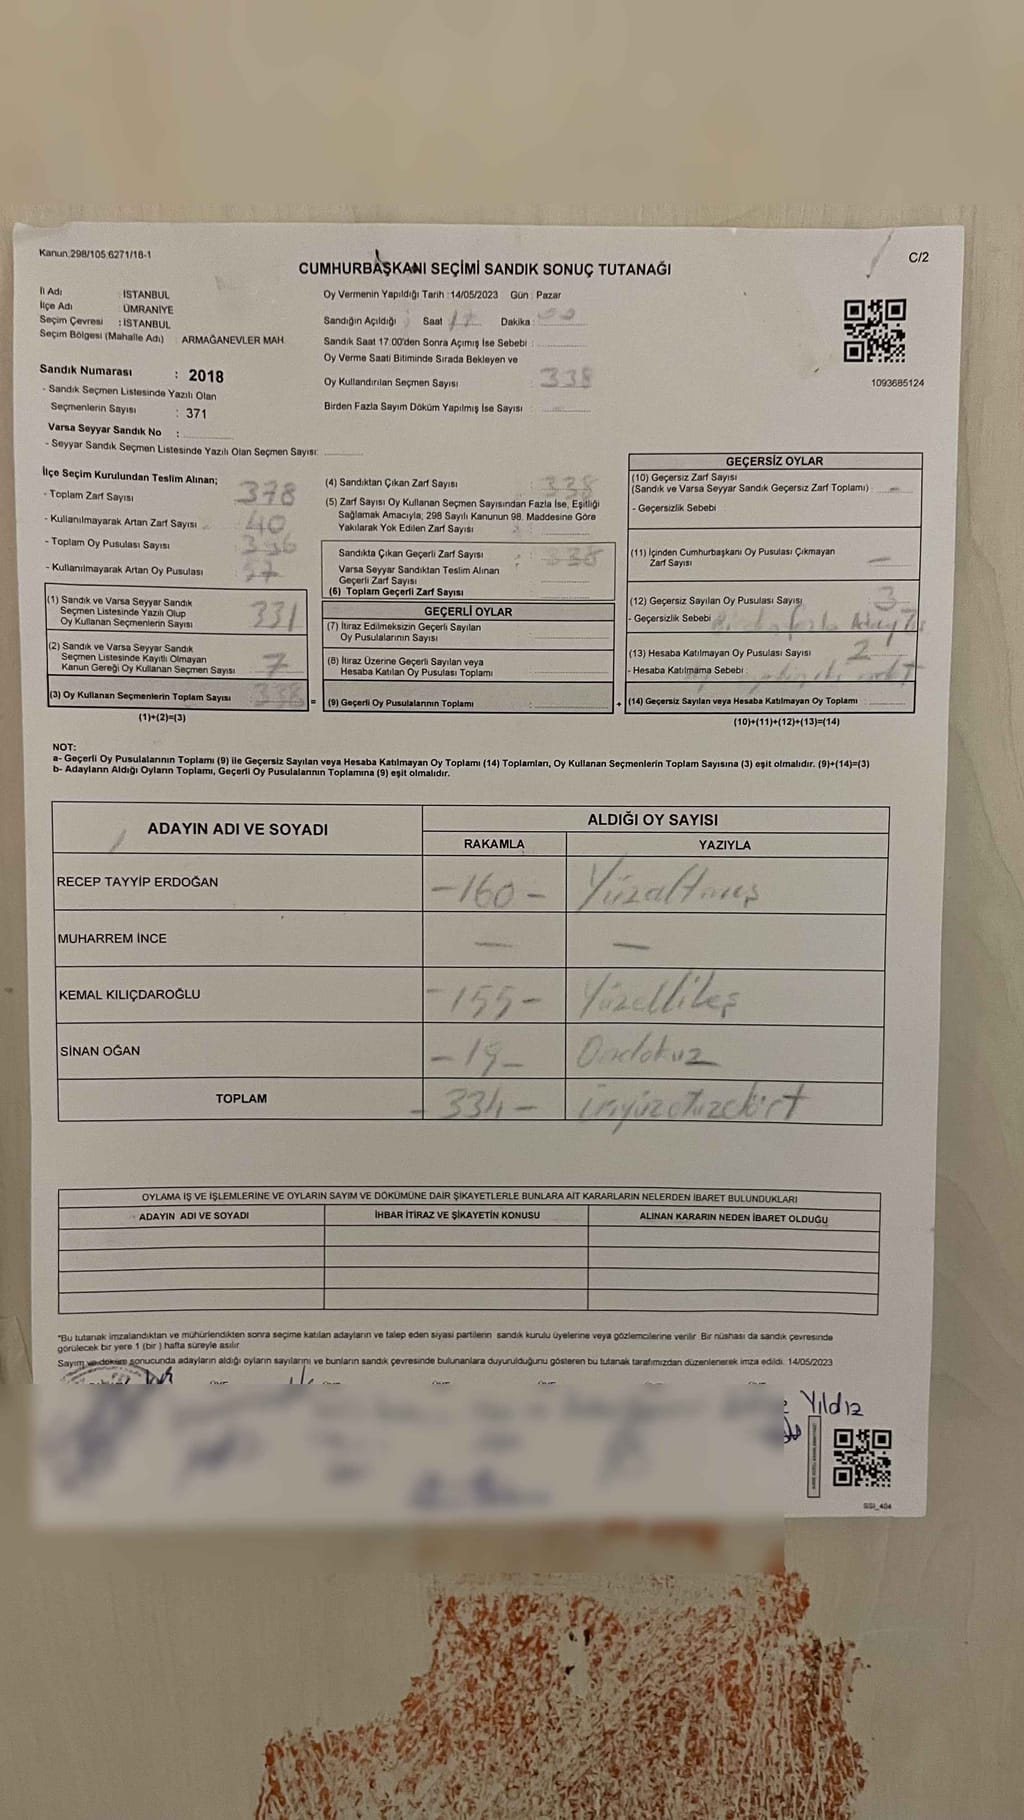 Kanun.298/105.6271/18-1
C/2
CUMHURBAŞKANI SEÇİMİ SANDIK SONUÇ TUTANAĞI
İl Adı : İSTANBUL
İlçe Adı : ÜMRANİYE
Seçim Çevresi : İSTANBUL
Seçim Bölgesi (Mahalle Adı) : ARMAĞANEVLER MAH.
Sandık Numarası : 2018
- Sandık Seçmen Listesinde Yazılı Olan
Seçmenlerin Sayısı : 371
Varsa Seyyar Sandık No :
- Seyyar Sandık Seçmen Listesinde Yazılı Olan Seçmen Sayısı:
Oy Vermenin Yapıldığı Tarih :14/05/2023 Gün : Pazar
Sandığın Açıldığı Saat 17 Dakika :
Sandık Saat 17:00'den Sonra Açımış İse Sebebi :
Oy Verme Saati Bitiminde Sırada Bekleyen ve
Oy Kullandırılan Seçmen Sayısı : 338
Birden Fazla Sayım Döküm Yapılmış İse Sayısı :
1093685124
İlçe Seçim Kurulundan Teslim Alınan;
- Toplam Zarf Sayısı : 378
- Kullanılmayarak Artan Zarf Sayısı : 40
- Toplam Oy Pusulası Sayısı :
- Kullanılmayarak Artan Oy Pusulası :
(1) Sandık ve Varsa Seyyar Sandık
Seçmen Listesinde Yazılı Olup
Oy Kullanan Seçmenlerin Sayısı : 331
(2) Sandık ve Varsa Seyyar Sandık
Seçmen Listesinde Kayıtlı Olmayan
Kanun Gereği Oy Kullanan Seçmen Sayısı : 7
(3) Oy Kullanan Seçmenlerin Toplam Sayısı : 338
(1)+(2)=(3)
(4) Sandıktan Çıkan Zarf Sayısı : 338
(5) Zarf Sayısı Oy Kullanan Seçmen Sayısından Fazla İse, Eşitliği
Sağlamak Amacıyla, 298 Sayılı Kanunun 98. Maddesine Göre
Yakılarak Yok Edilen Zarf Sayısı :
Sandıkta Çıkan Geçerli Zarf Sayısı : 338
Varsa Seyyar Sandıktan Teslim Alınan
Geçerli Zarf Sayısı :
(6) Toplam Geçerli Zarf Sayısı
GEÇERLİ OYLAR
(7) İtiraz Edilmeksizin Geçerli Sayılan
Oy Pusulalarının Sayısı :
(8) İtiraz Üzerine Geçerli Sayılan veya
Hesaba Katılan Oy Pusulası Toplamı :
= (9) Geçerli Oy Pusulalarının Toplamı :
GEÇERSİZ OYLAR
(10) Geçersiz Zarf Sayısı
(Sandık ve Varsa Seyyar Sandık Geçersiz Zarf Toplamı) : -
- Geçersizlik Sebebi
(11) İçinden Cumhurbaşkanı Oy Pusulası Çıkmayan
Zarf Sayısı : -
(12) Geçersiz Sayılan Oy Pusulası Sayısı : 3
- Geçersizlik Sebebi Birden fazla Aday
(13) Hesaba Katılmayan Oy Pusulası Sayısı : 2
- Hesaba Katılmama Sebebi :
+ (14) Geçersiz Sayılan veya Hesaba Katılmayan Oy Toplamı :
(10)+(11)+(12)+(13)=(14)
NOT:
a- Geçerli Oy Pusulalarının Toplamı (9) ile Geçersiz Sayılan veya Hesaba Katılmayan Oy Toplamı (14) Toplamları, Oy Kullanan Seçmenlerin Toplam Sayısına (3) eşit olmalıdır. (9)+(14)=(3)
b- Adayların Aldığı Oyların Toplamı, Geçerli Oy Pusulalarının Toplamına (9) eşit olmalıdır.
ADAYIN ADI VE SOYADI ALDIĞI OY SAYISI
RAKAMLA YAZIYLA
RECEP TAYYİP ERDOĞAN -160- Yüzaltmış
MUHARREM İNCE - -
KEMAL KILIÇDAROĞLU -155- Yüzellibeş
SİNAN OĞAN -19- Ondokuz
TOPLAM -334-
OYLAMA İŞ VE İŞLEMLERİNE VE OYLARIN SAYIM VE DÖKÜMÜNE DAİR ŞİKAYETLERLE BUNLARA AİT KARARLARIN NELERDEN İBARET BULUNDUKLARI
ADAYIN ADI VE SOYADI İHBAR İTİRAZ VE ŞİKAYETİN KONUSU ALINAN KARARIN NEDEN İBARET OLDUĞU
"Bu tutanak imzalandıktan ve mühürlendikten sonra seçime katılan adayların ve talep eden siyasi partilerin sandık kurulu üyelerine veya gözlemcilerine verilir. Bir nüshası da sandık çevresinde
görülecek bir yere 1 (bir) hafta süreyle asılır
Sayım ve döküm sonucunda adayların aldığı oyların sayılarını ve bunların sandık çevresinde bulunanlara duyurulduğunu gösteren bu tutanak tarafımızdan düzenlenerek imza edildi. 14/05/2023
Yıldız
SSI_404